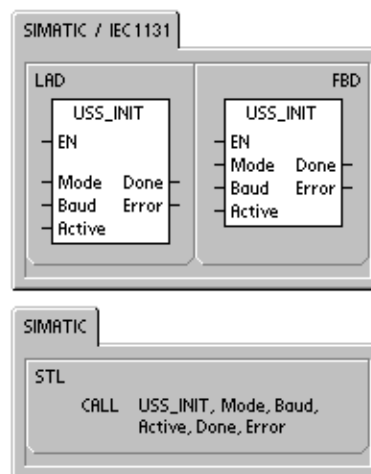 SIMATIC / IEC1131
LAD
FBD
USS_INIT
EN
Mode Done
Baud Error
Active
USS_INIT
EN
Mode Done
Baud Error
Active
SIMATIC
STL
CALL USS_INIT, Mode, Baud,
Active, Done, Error